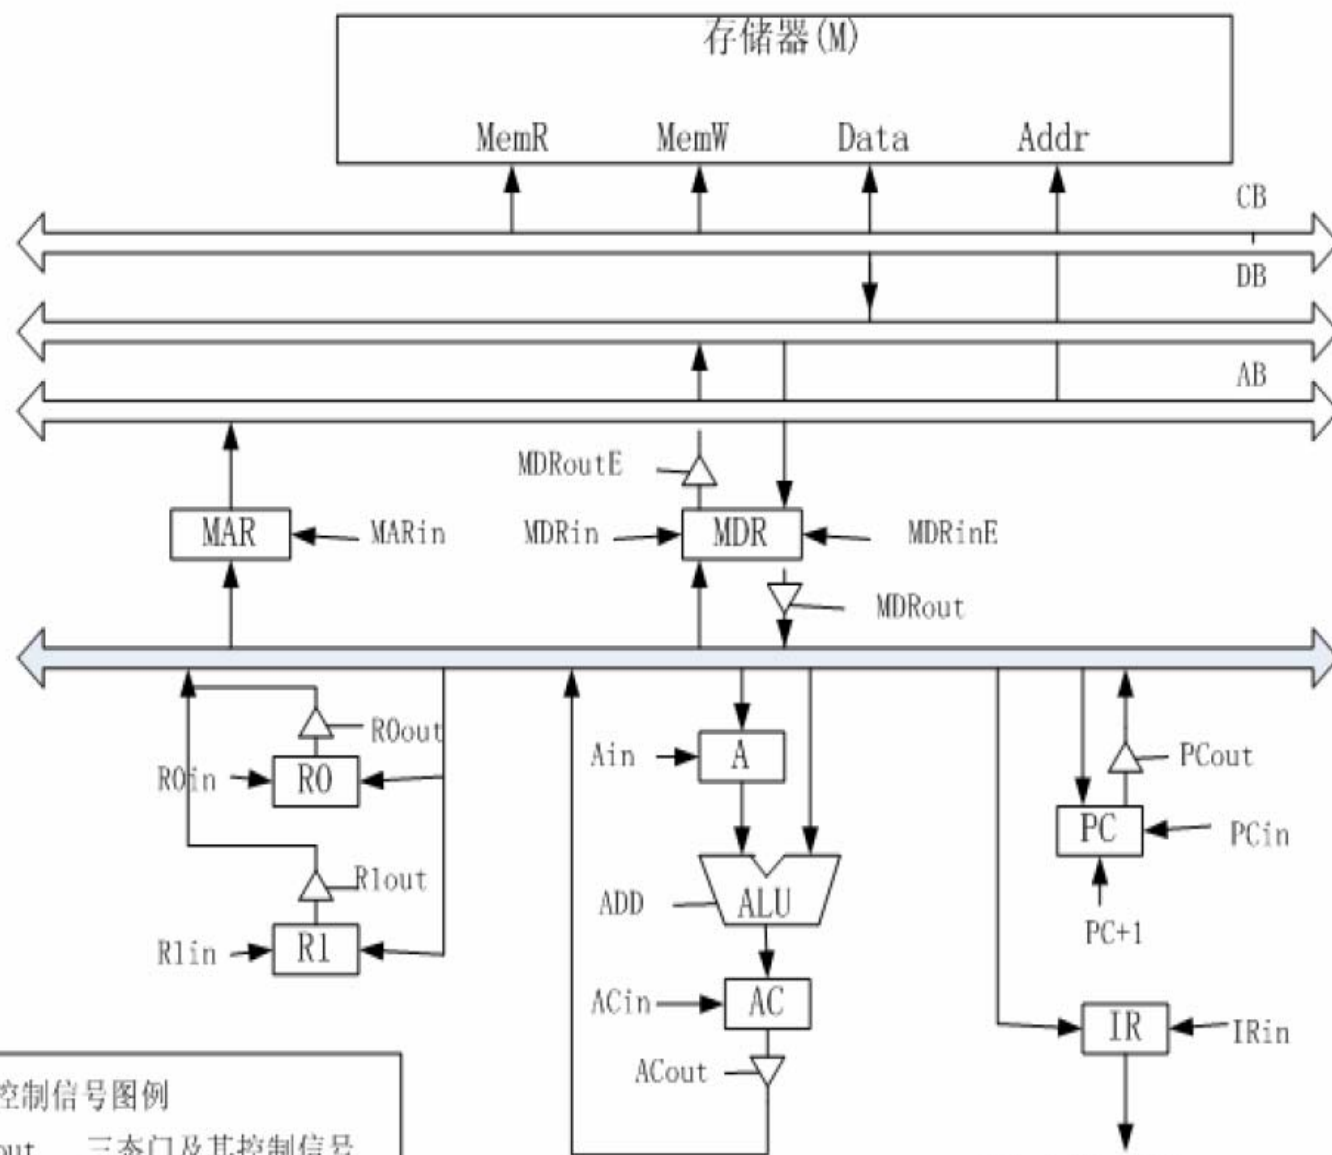 存储器(M)
MemR MemW Data Addr
CB
DB
AB
MDRoutE
MAR MARin MDRin MDR MDRinE
MDRout
R0out
R0in R0
Ain A PCout
PC PCin
R1out
ADD ALU
PC+1
R1in R1
ACin AC
IR IRin
ACout
控制信号图例
out 三态门及其控制信号